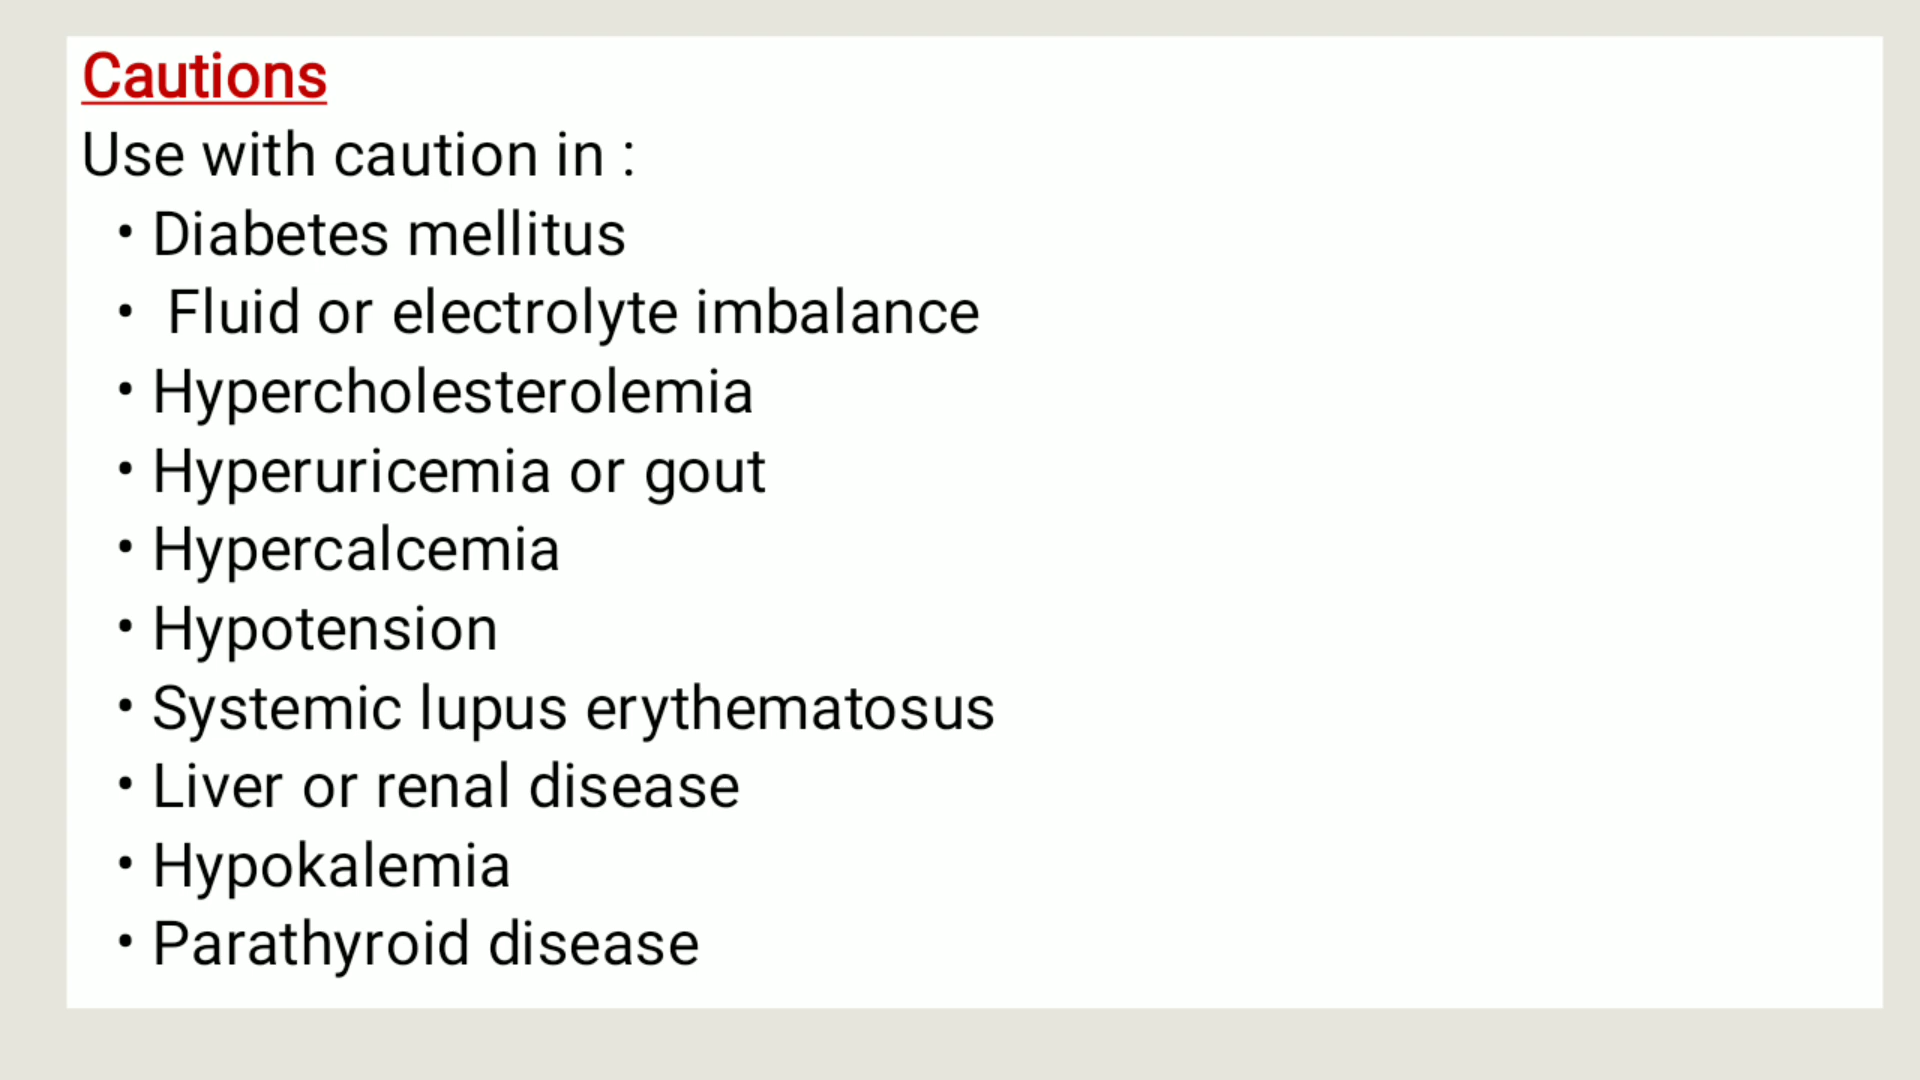 Cautions
Use with caution in :
• Diabetes mellitus
• Fluid or electrolyte imbalance
• Hypercholesterolemia
• Hyperuricemia or gout
• Hypercalcemia
• Hypotension
• Systemic lupus erythematosus
• Liver or renal disease
• Hypokalemia
• Parathyroid disease